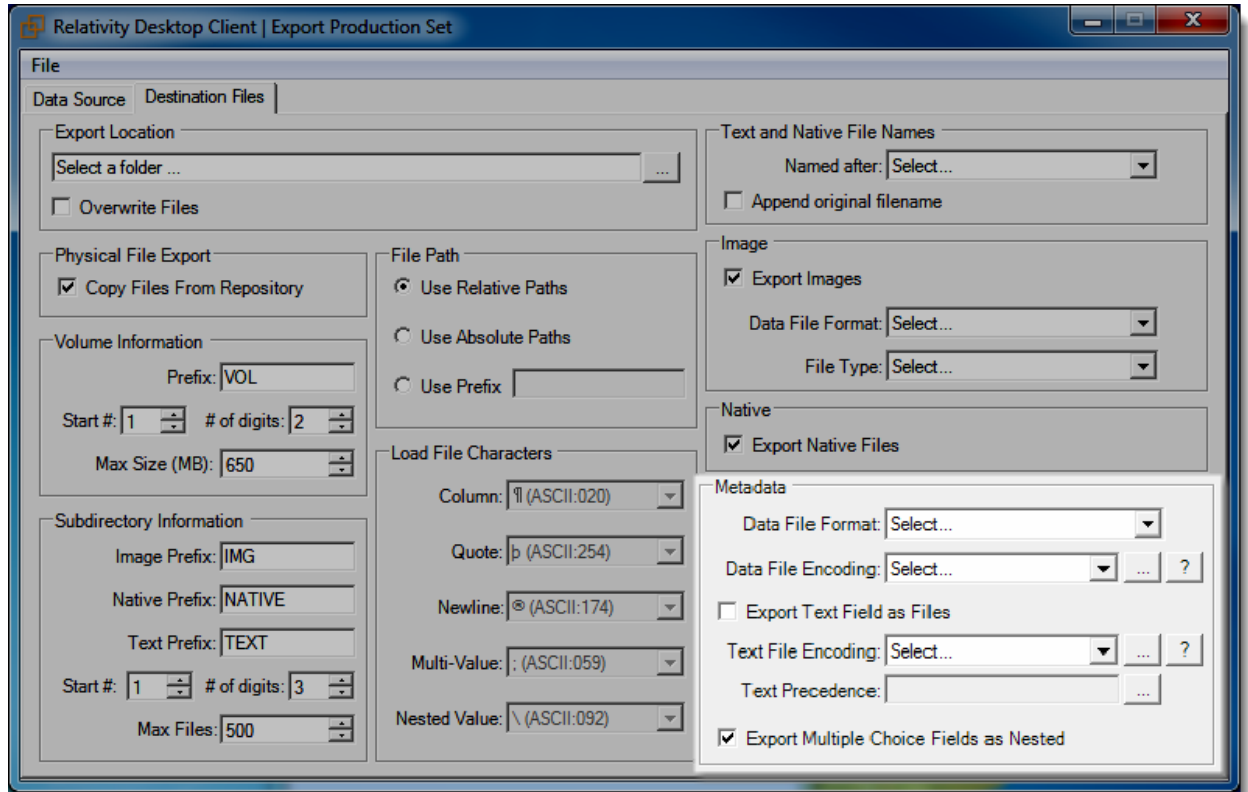 Relativity Desktop Client | Export Production Set
File
Data Source
Destination Files
Export Location
Select a folder ...
...
Overwrite Files
Physical File Export
Copy Files From Repository
Volume Information
Prefix: VOL
Start #: 1 # of digits: 2
Max Size (MB): 650
Subdirectory Information
Image Prefix: IMG
Native Prefix: NATIVE
Text Prefix: TEXT
Start #: 1 # of digits: 3
Max Files: 500
File Path
Use Relative Paths
Use Absolute Paths
Use Prefix
Load File Characters
Column: ¶ (ASCII:020)
Quote: þ (ASCII:254)
Newline: ® (ASCII:174)
Multi-Value: ; (ASCII:059)
Nested Value: \ (ASCII:092)
Text and Native File Names
Named after: Select...
Append original filename
Image
Export Images
Data File Format: Select...
File Type: Select...
Native
Export Native Files
Metadata
Data File Format: Select...
Data File Encoding: Select... ... ?
Export Text Field as Files
Text File Encoding: Select... ... ?
Text Precedence: ...
Export Multiple Choice Fields as Nested